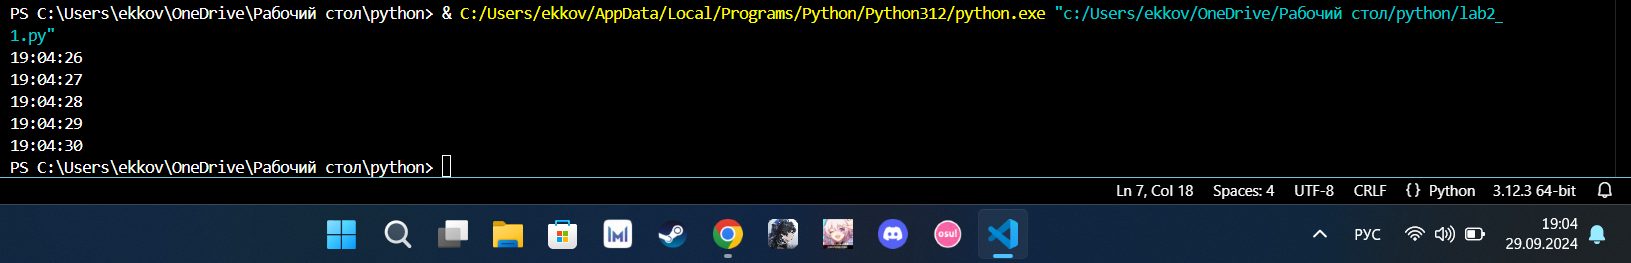 PS C:\Users\ekkov\OneDrive\Рабочий стол\python> & C:/Users/ekkov/AppData/Local/Programs/Python/Python312/python.exe "c:/Users/ekkov/OneDrive/Рабочий стол/python/lab2_
1.py"
19:04:26
19:04:27
19:04:28
19:04:29
19:04:30
PS C:\Users\ekkov\OneDrive\Рабочий стол\python>
Ln 7, Col 18 Spaces: 4 UTF-8 CRLF {} Python 3.12.3 64-bit
osu!
РУС
19:04
29.09.2024